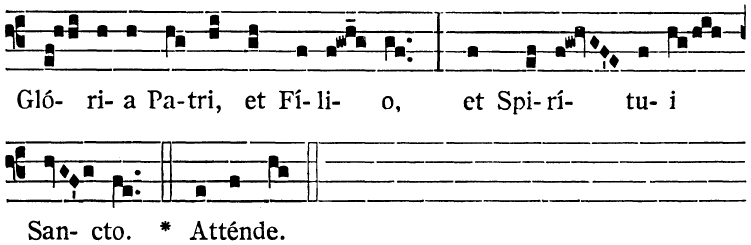 Gló- ri- a Pa-tri, et Fí- li- o, et Spi-rí- tu- i
San- cto. * Atténde.